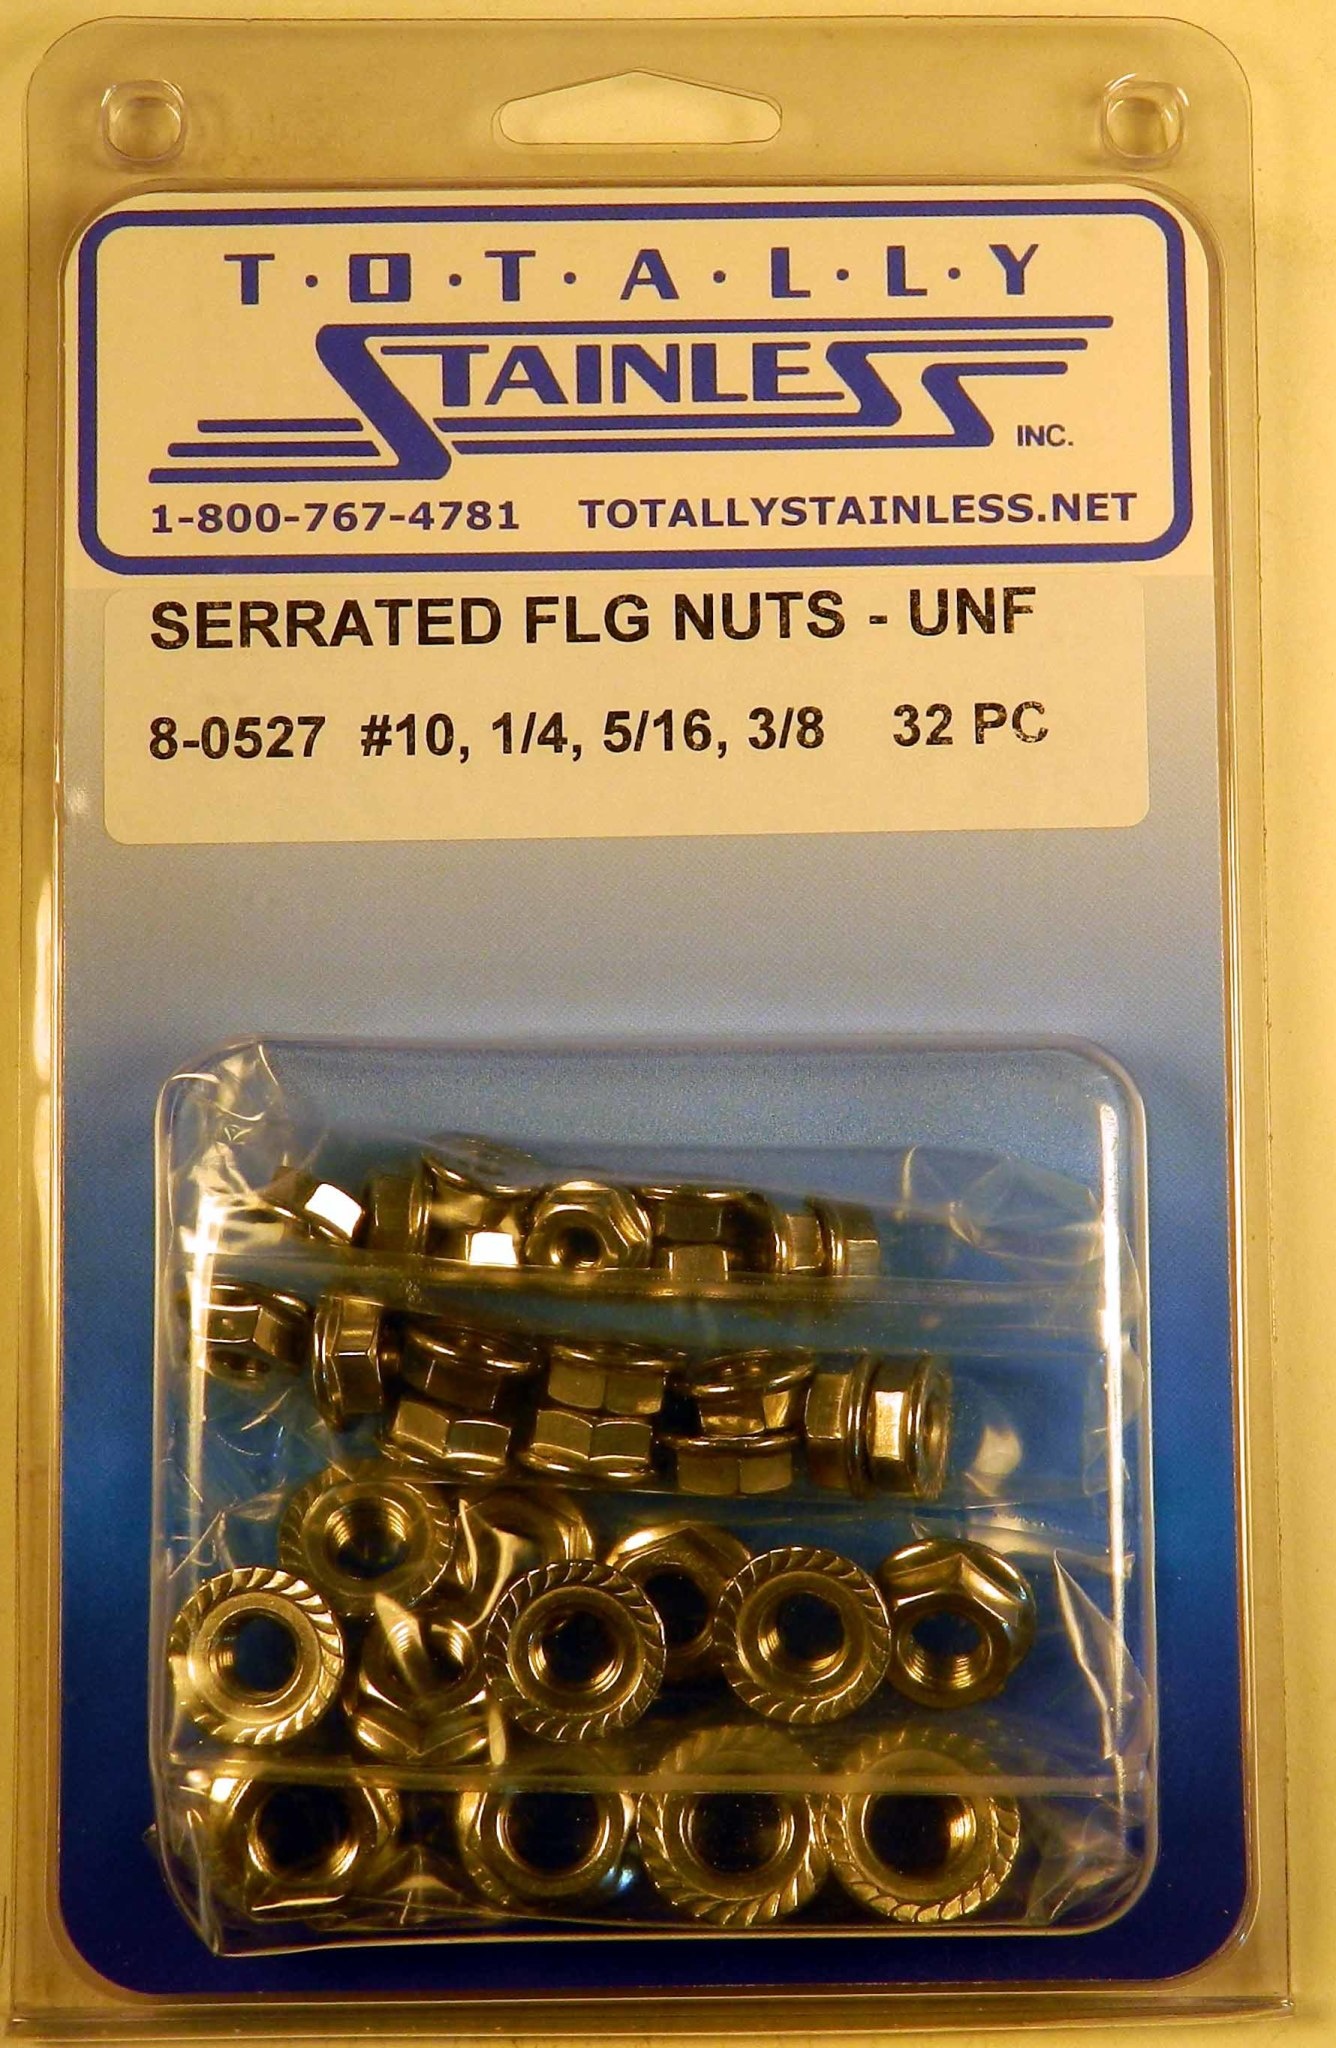 T·O·T·A·L·L·Y
STAINLESS INC.
1-800-767-4781 TOTALLYSTAINLESS.NET
SERRATED FLG NUTS - UNF
8-0527 #10, 1/4, 5/16, 3/8 32 PC